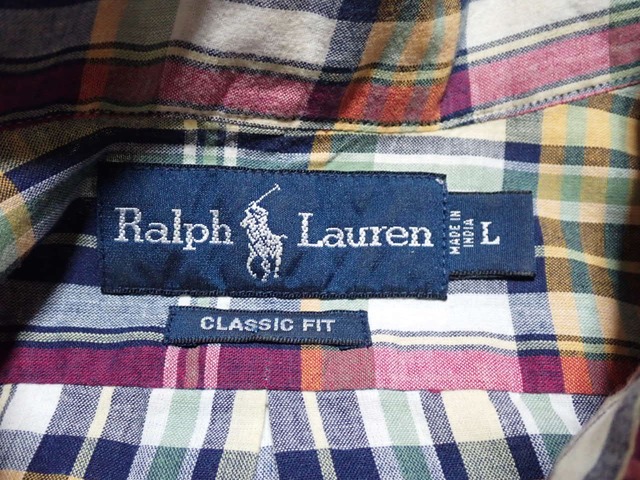 Ralph Lauren
MADE IN
INDIA
L
CLASSIC FIT